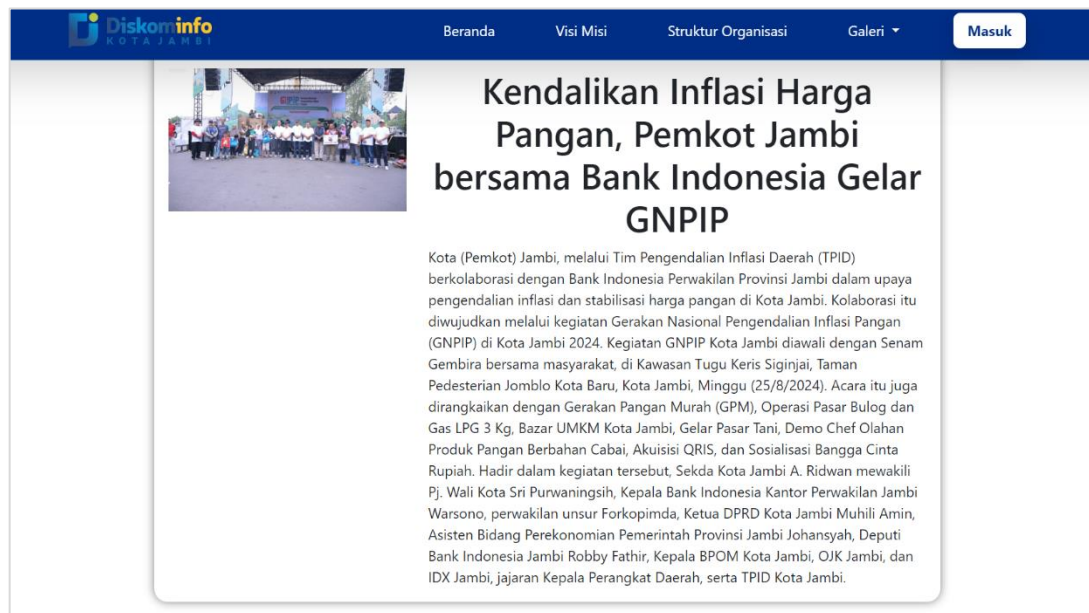 Diskominfo
KOTA JAMBI
Beranda
Visi Misi
Struktur Organisasi
Galeri
Masuk
Kendalikan Inflasi Harga
Pangan, Pemkot Jambi
bersama Bank Indonesia Gelar
GNPIP
Kota (Pemkot) Jambi, melalui Tim Pengendalian Inflasi Daerah (TPID)
berkolaborasi dengan Bank Indonesia Perwakilan Provinsi Jambi dalam upaya
pengendalian inflasi dan stabilisasi harga pangan di Kota Jambi. Kolaborasi itu
diwujudkan melalui kegiatan Gerakan Nasional Pengendalian Inflasi Pangan
(GNPIP) di Kota Jambi 2024. Kegiatan GNPIP Kota Jambi diawali dengan Senam
Gembira bersama masyarakat, di Kawasan Tugu Keris Siginjai, Taman
Pedesterian Jomblo Kota Baru, Kota Jambi, Minggu (25/8/2024). Acara itu juga
dirangkaikan dengan Gerakan Pangan Murah (GPM), Operasi Pasar Bulog dan
Gas LPG 3 Kg, Bazar UMKM Kota Jambi, Gelar Pasar Tani, Demo Chef Olahan
Produk Pangan Berbahan Cabai, Akuisisi QRIS, dan Sosialisasi Bangga Cinta
Rupiah. Hadir dalam kegiatan tersebut, Sekda Kota Jambi A. Ridwan mewakili
Pj. Wali Kota Sri Purwaningsih, Kepala Bank Indonesia Kantor Perwakilan Jambi
Warsono, perwakilan unsur Forkopimda, Ketua DPRD Kota Jambi Muhili Amin,
Asisten Bidang Perekonomian Pemerintah Provinsi Jambi Johansyah, Deputi
Bank Indonesia Jambi Robby Fathir, Kepala BPOM Kota Jambi, OJK Jambi, dan
IDX Jambi, jajaran Kepala Perangkat Daerah, serta TPID Kota Jambi.